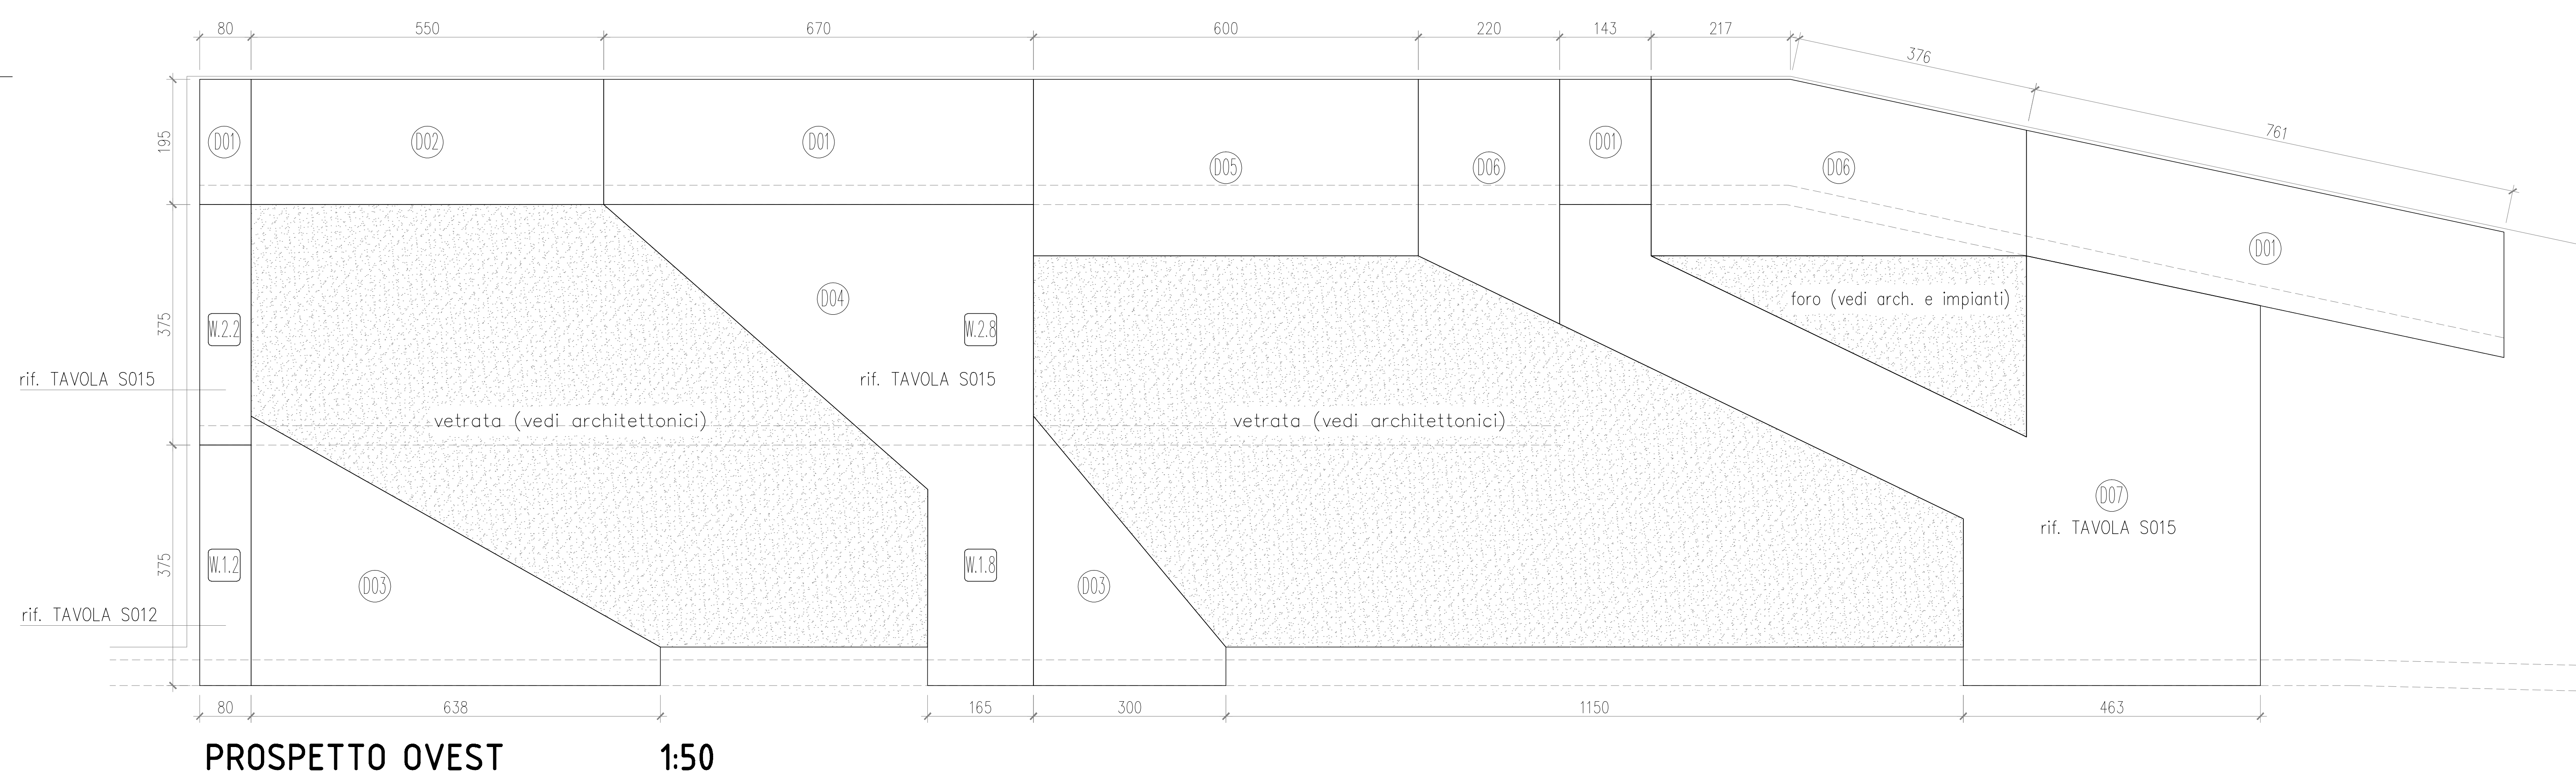 80
550
670
600
220
143
217
376
761
195
375
375
D01
D02
D01
D05
D06
D01
D06
D01
foro (vedi arch. e impianti)
D04
W.2.2
W.2.8
rif. TAVOLA S015
rif. TAVOLA S015
vetrata (vedi architettonici)
vetrata (vedi architettonici)
D07
rif. TAVOLA S015
W.1.2
W.1.8
D03
D03
rif. TAVOLA S012
80
638
165
300
1150
463
PROSPETTO OVEST 1:50